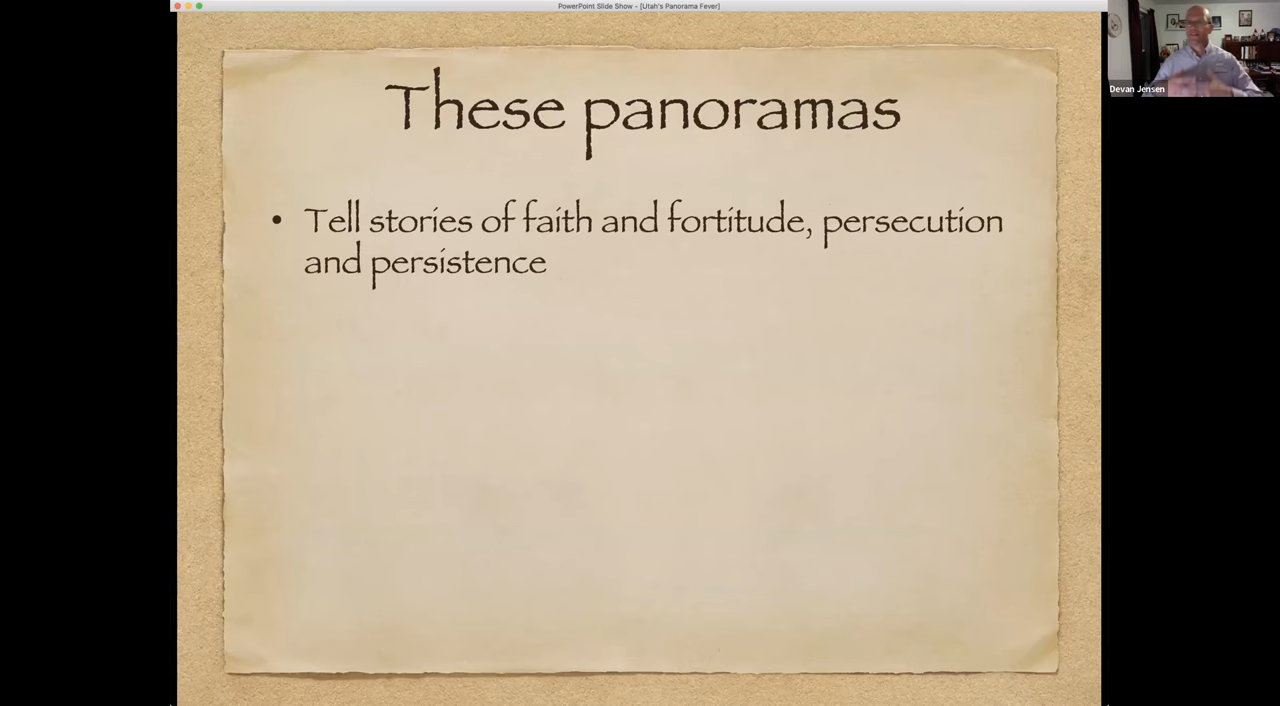 PowerPoint Slide Show - [Utah's Panorama Fever]
Devan Jensen
These panoramas
• Tell stories of faith and fortitude, persecution
and persistence